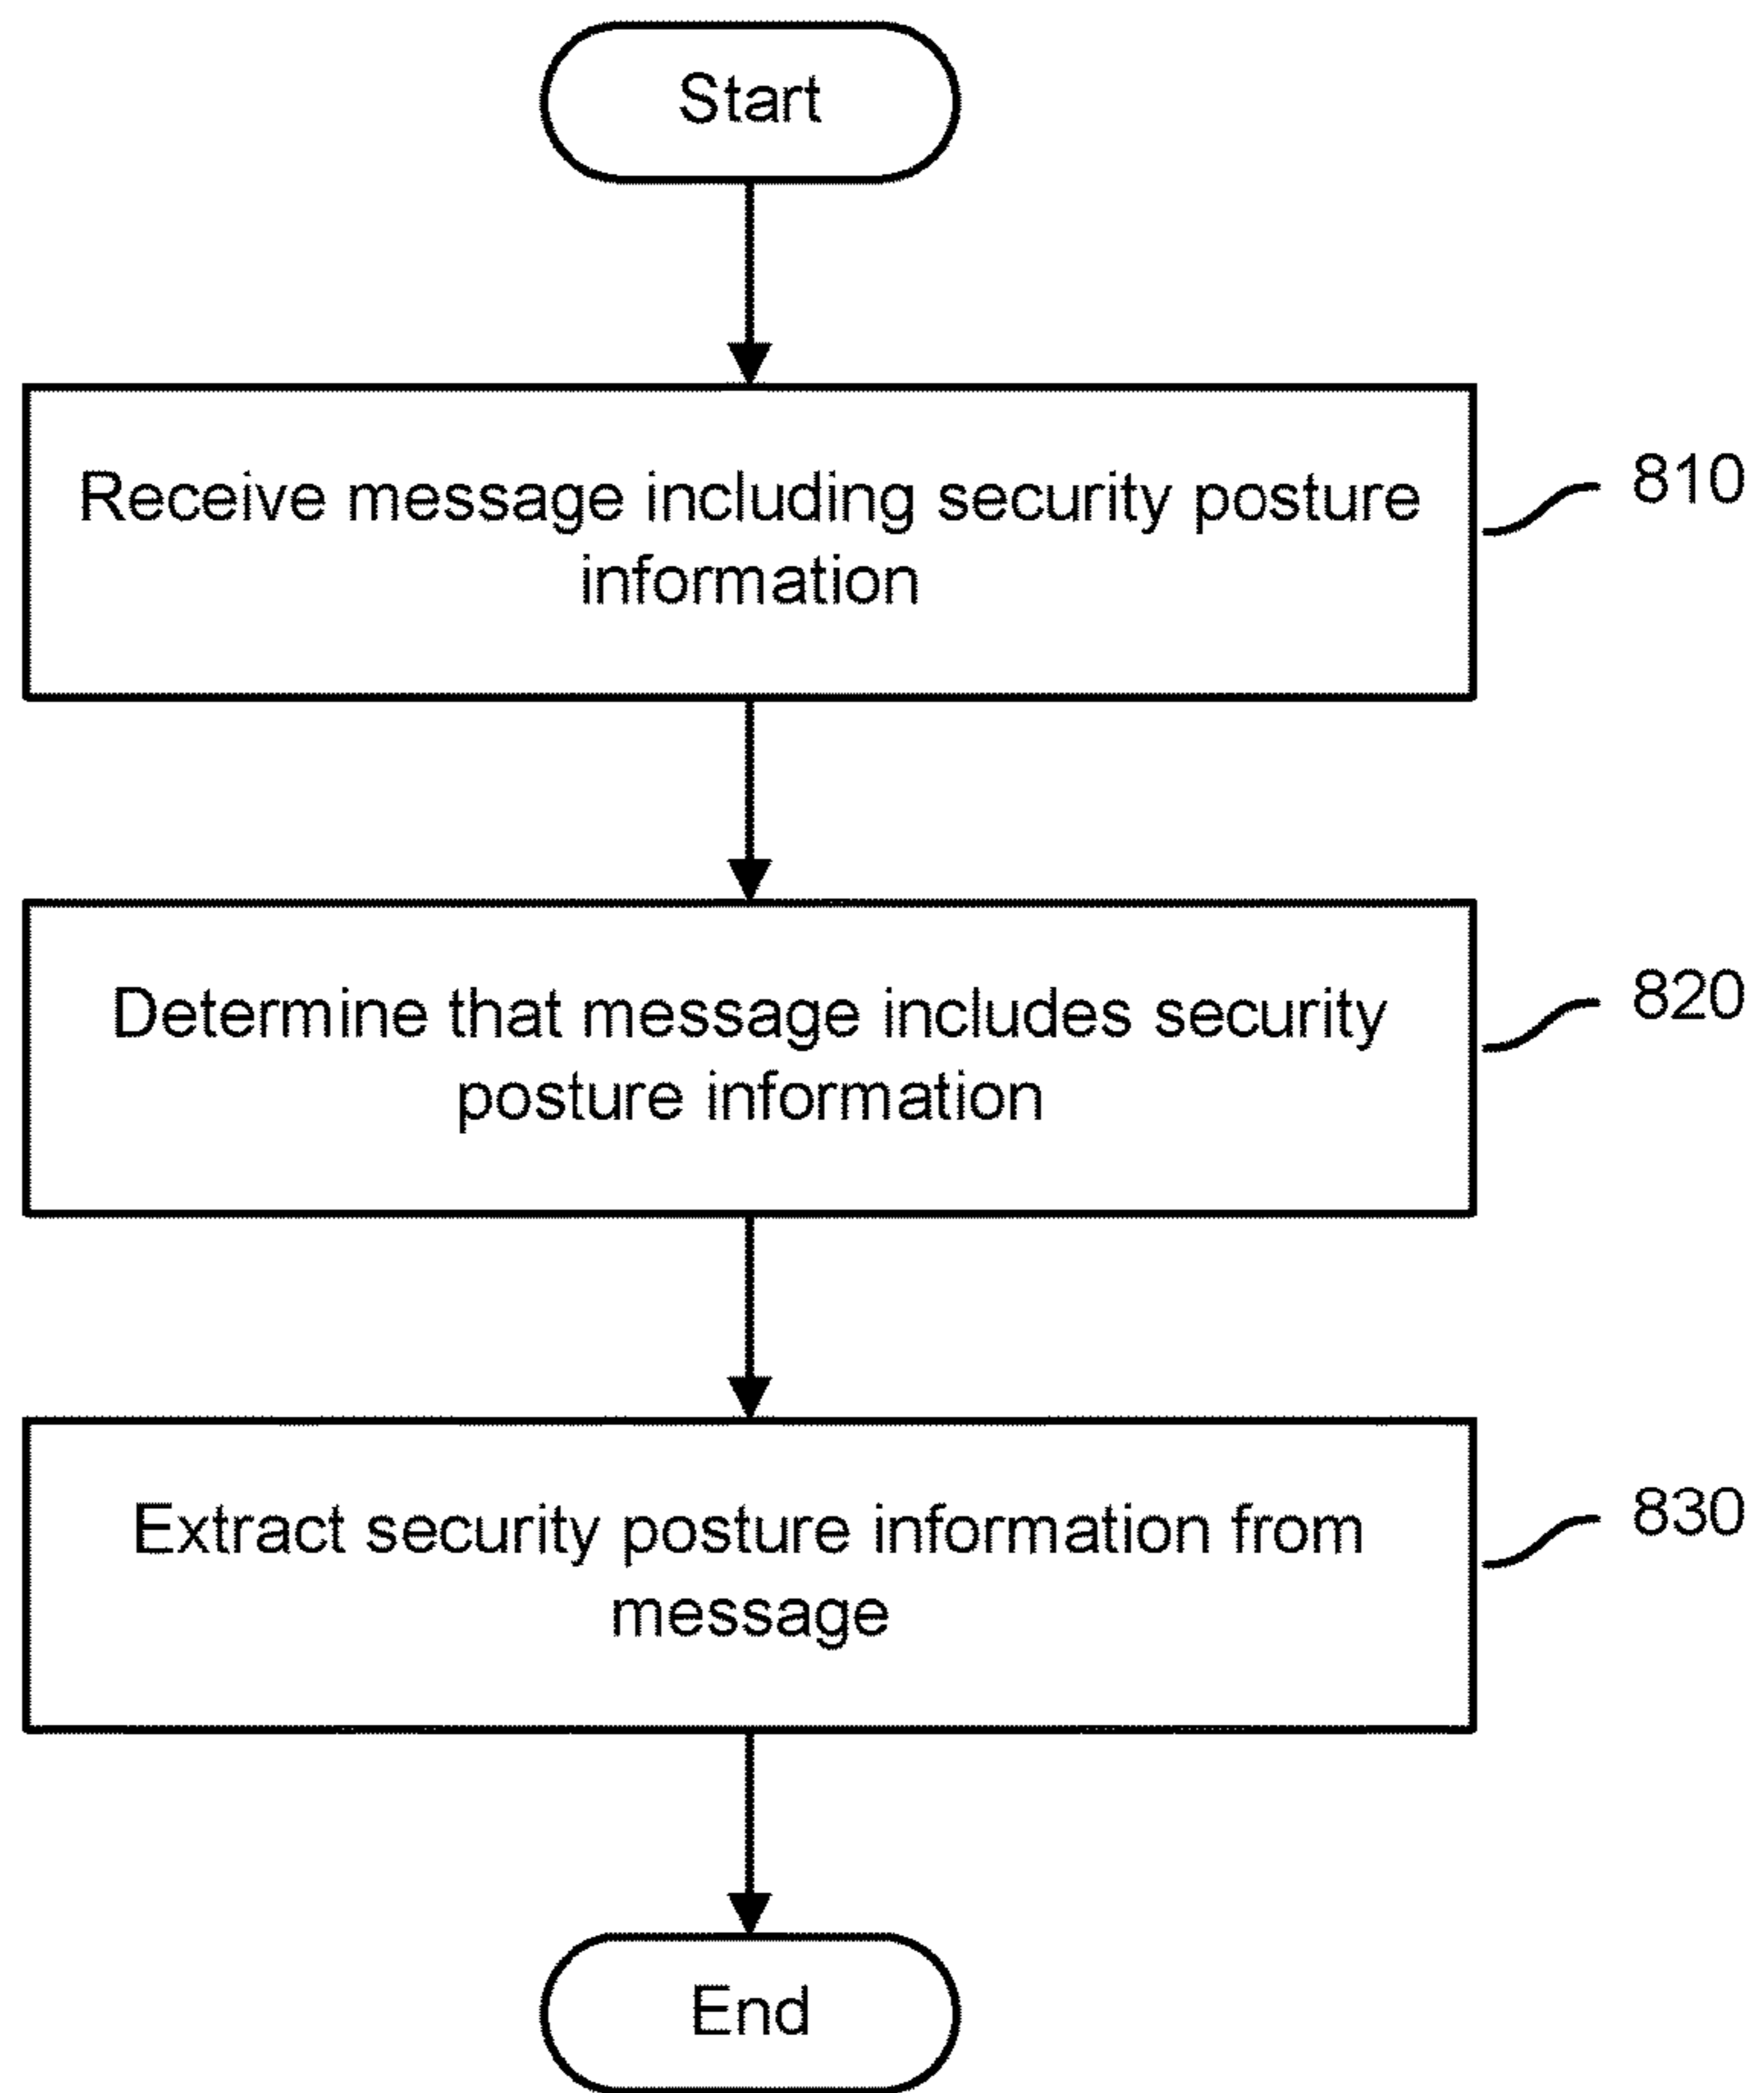 Start
Receive message including security posture
information
810
Determine that message includes security
posture information
820
Extract security posture information from
message
830
End